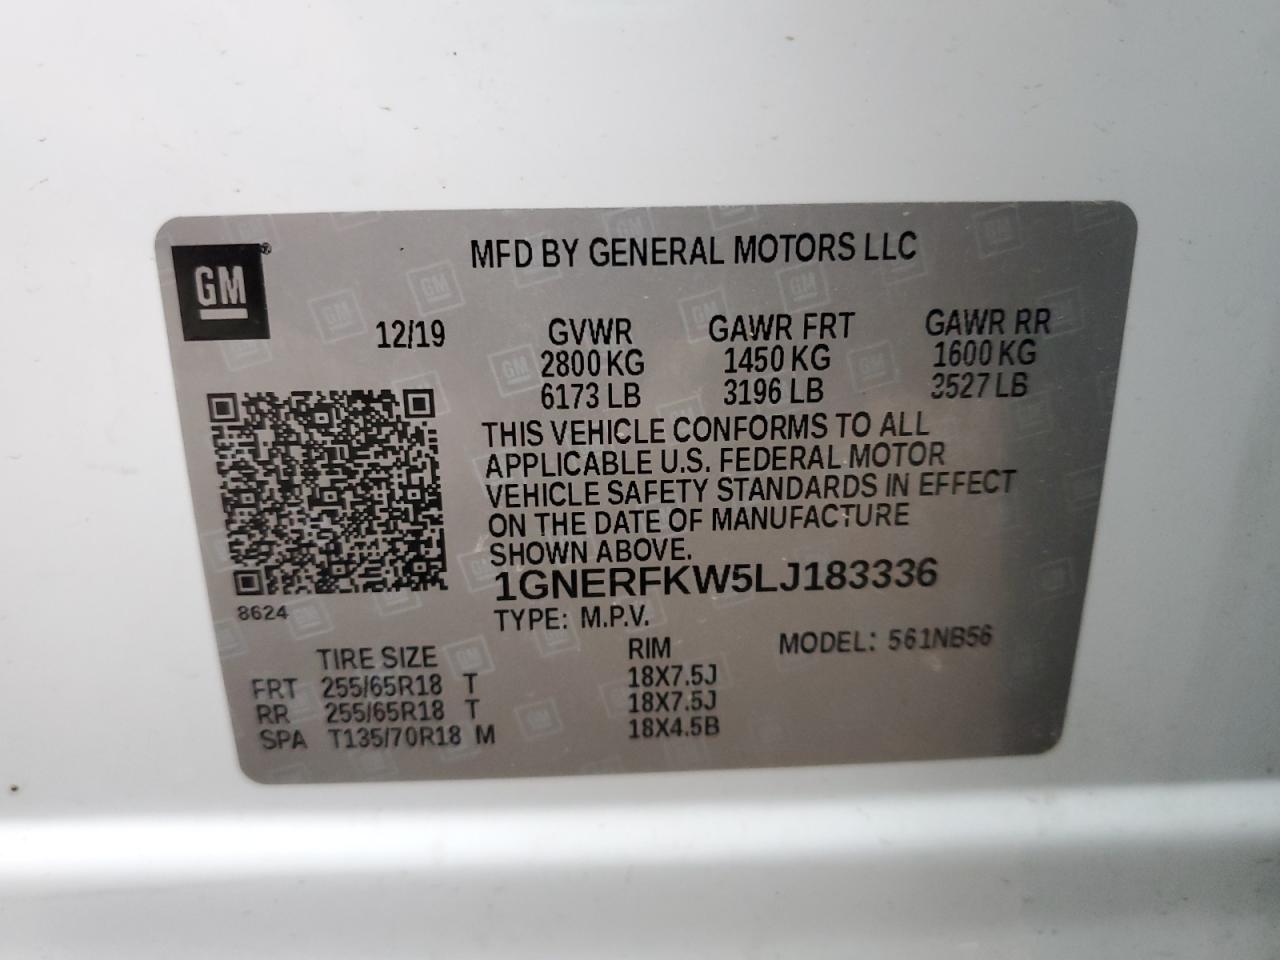 MFD BY GENERAL MOTORS LLC
GM
12/19 GVWR GAWR FRT GAWR RR
2800 KG 1450 KG 1600 KG
6173 LB 3196 LB 3527 LB
THIS VEHICLE CONFORMS TO ALL
APPLICABLE U.S. FEDERAL MOTOR
VEHICLE SAFETY STANDARDS IN EFFECT
ON THE DATE OF MANUFACTURE
SHOWN ABOVE.
1GNERFKW5LJ183336
8624
TYPE: M.P.V. MODEL: 561NB56
TIRE SIZE RIM
FRT 255/65R18 T 18X7.5J
RR 255/65R18 T 18X7.5J
SPA T135/70R18 M 18X4.5B